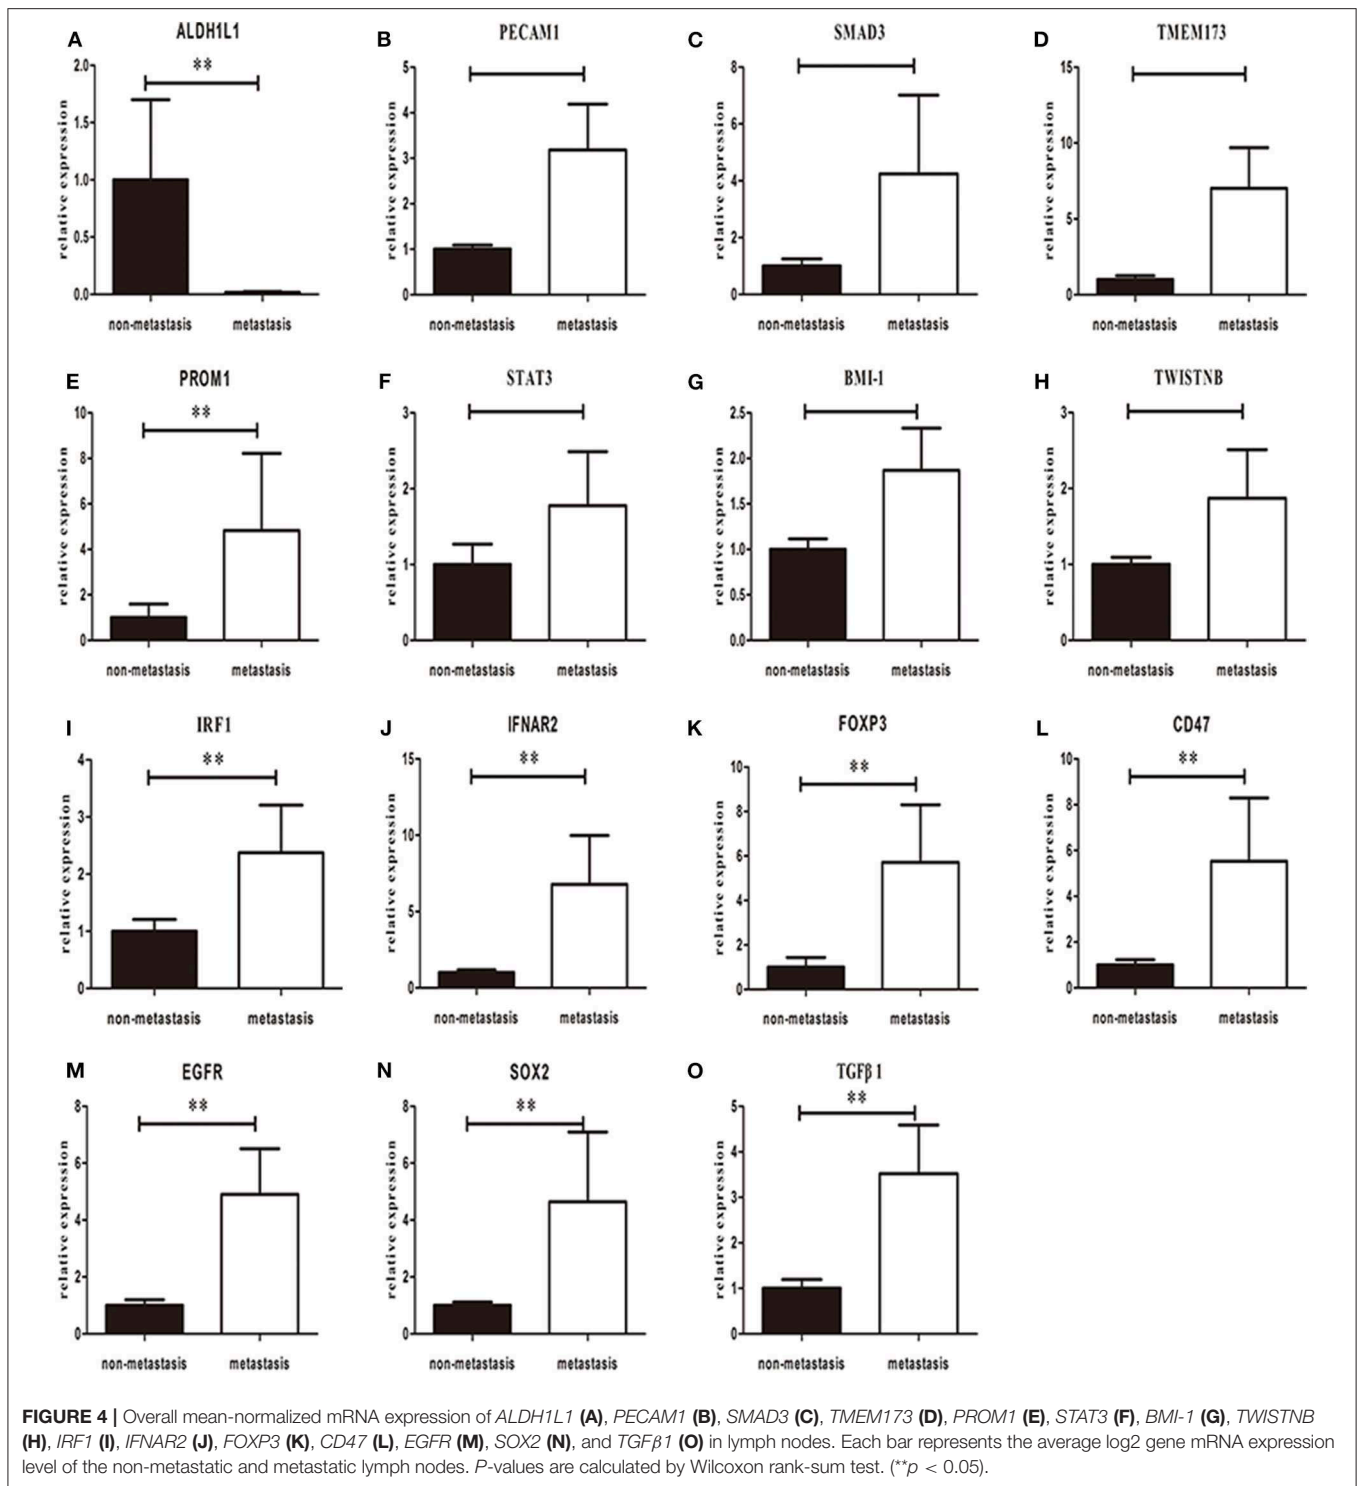 A
ALDH1L1
**
relative expression
2.0
1.5
1.0
0.5
0.0
non-metastasis metastasis
B
PECAM1
relative expression
5
4
3
2
1
0
non-metastasis metastasis
C
SMAD3
relative expression
8
6
4
2
0
non-metastasis metastasis
D
TMEM173
relative expression
15
10
5
0
non-metastasis metastasis
E
PROM1
**
relative expression
10
8
6
4
2
0
non-metastasis metastasis
F
STAT3
relative expression
3
2
1
0
non-metastasis metastasis
G
BMI-1
relative expression
2.5
2.0
1.5
1.0
0.5
0.0
non-metastasis metastasis
H
TWISTNB
relative expression
3
2
1
0
non-metastasis metastasis
I
IRF1
**
relative expression
4
3
2
1
0
non-metastasis metastasis
J
IFNAR2
**
relative expression
15
10
5
0
non-metastasis metastasis
K
FOXP3
**
relative expression
10
8
6
4
2
0
non-metastasis metastasis
L
CD47
**
relative expression
10
8
6
4
2
0
non-metastasis metastasis
M
EGFR
**
relative expression
8
6
4
2
0
non-metastasis metastasis
N
SOX2
**
relative expression
8
6
4
2
0
non-metastasis metastasis
O
TGFβ 1
**
relative expression
5
4
3
2
1
0
non-metastasis metastasis
FIGURE 4 | Overall mean-normalized mRNA expression of ALDH1L1 (A), PECAM1 (B), SMAD3 (C), TMEM173 (D), PROM1 (E), STAT3 (F), BMI-1 (G), TWISTNB
(H), IRF1 (I), IFNAR2 (J), FOXP3 (K), CD47 (L), EGFR (M), SOX2 (N), and TGFβ1 (O) in lymph nodes. Each bar represents the average log2 gene mRNA expression
level of the non-metastatic and metastatic lymph nodes. P-values are calculated by Wilcoxon rank-sum test. (**p < 0.05).